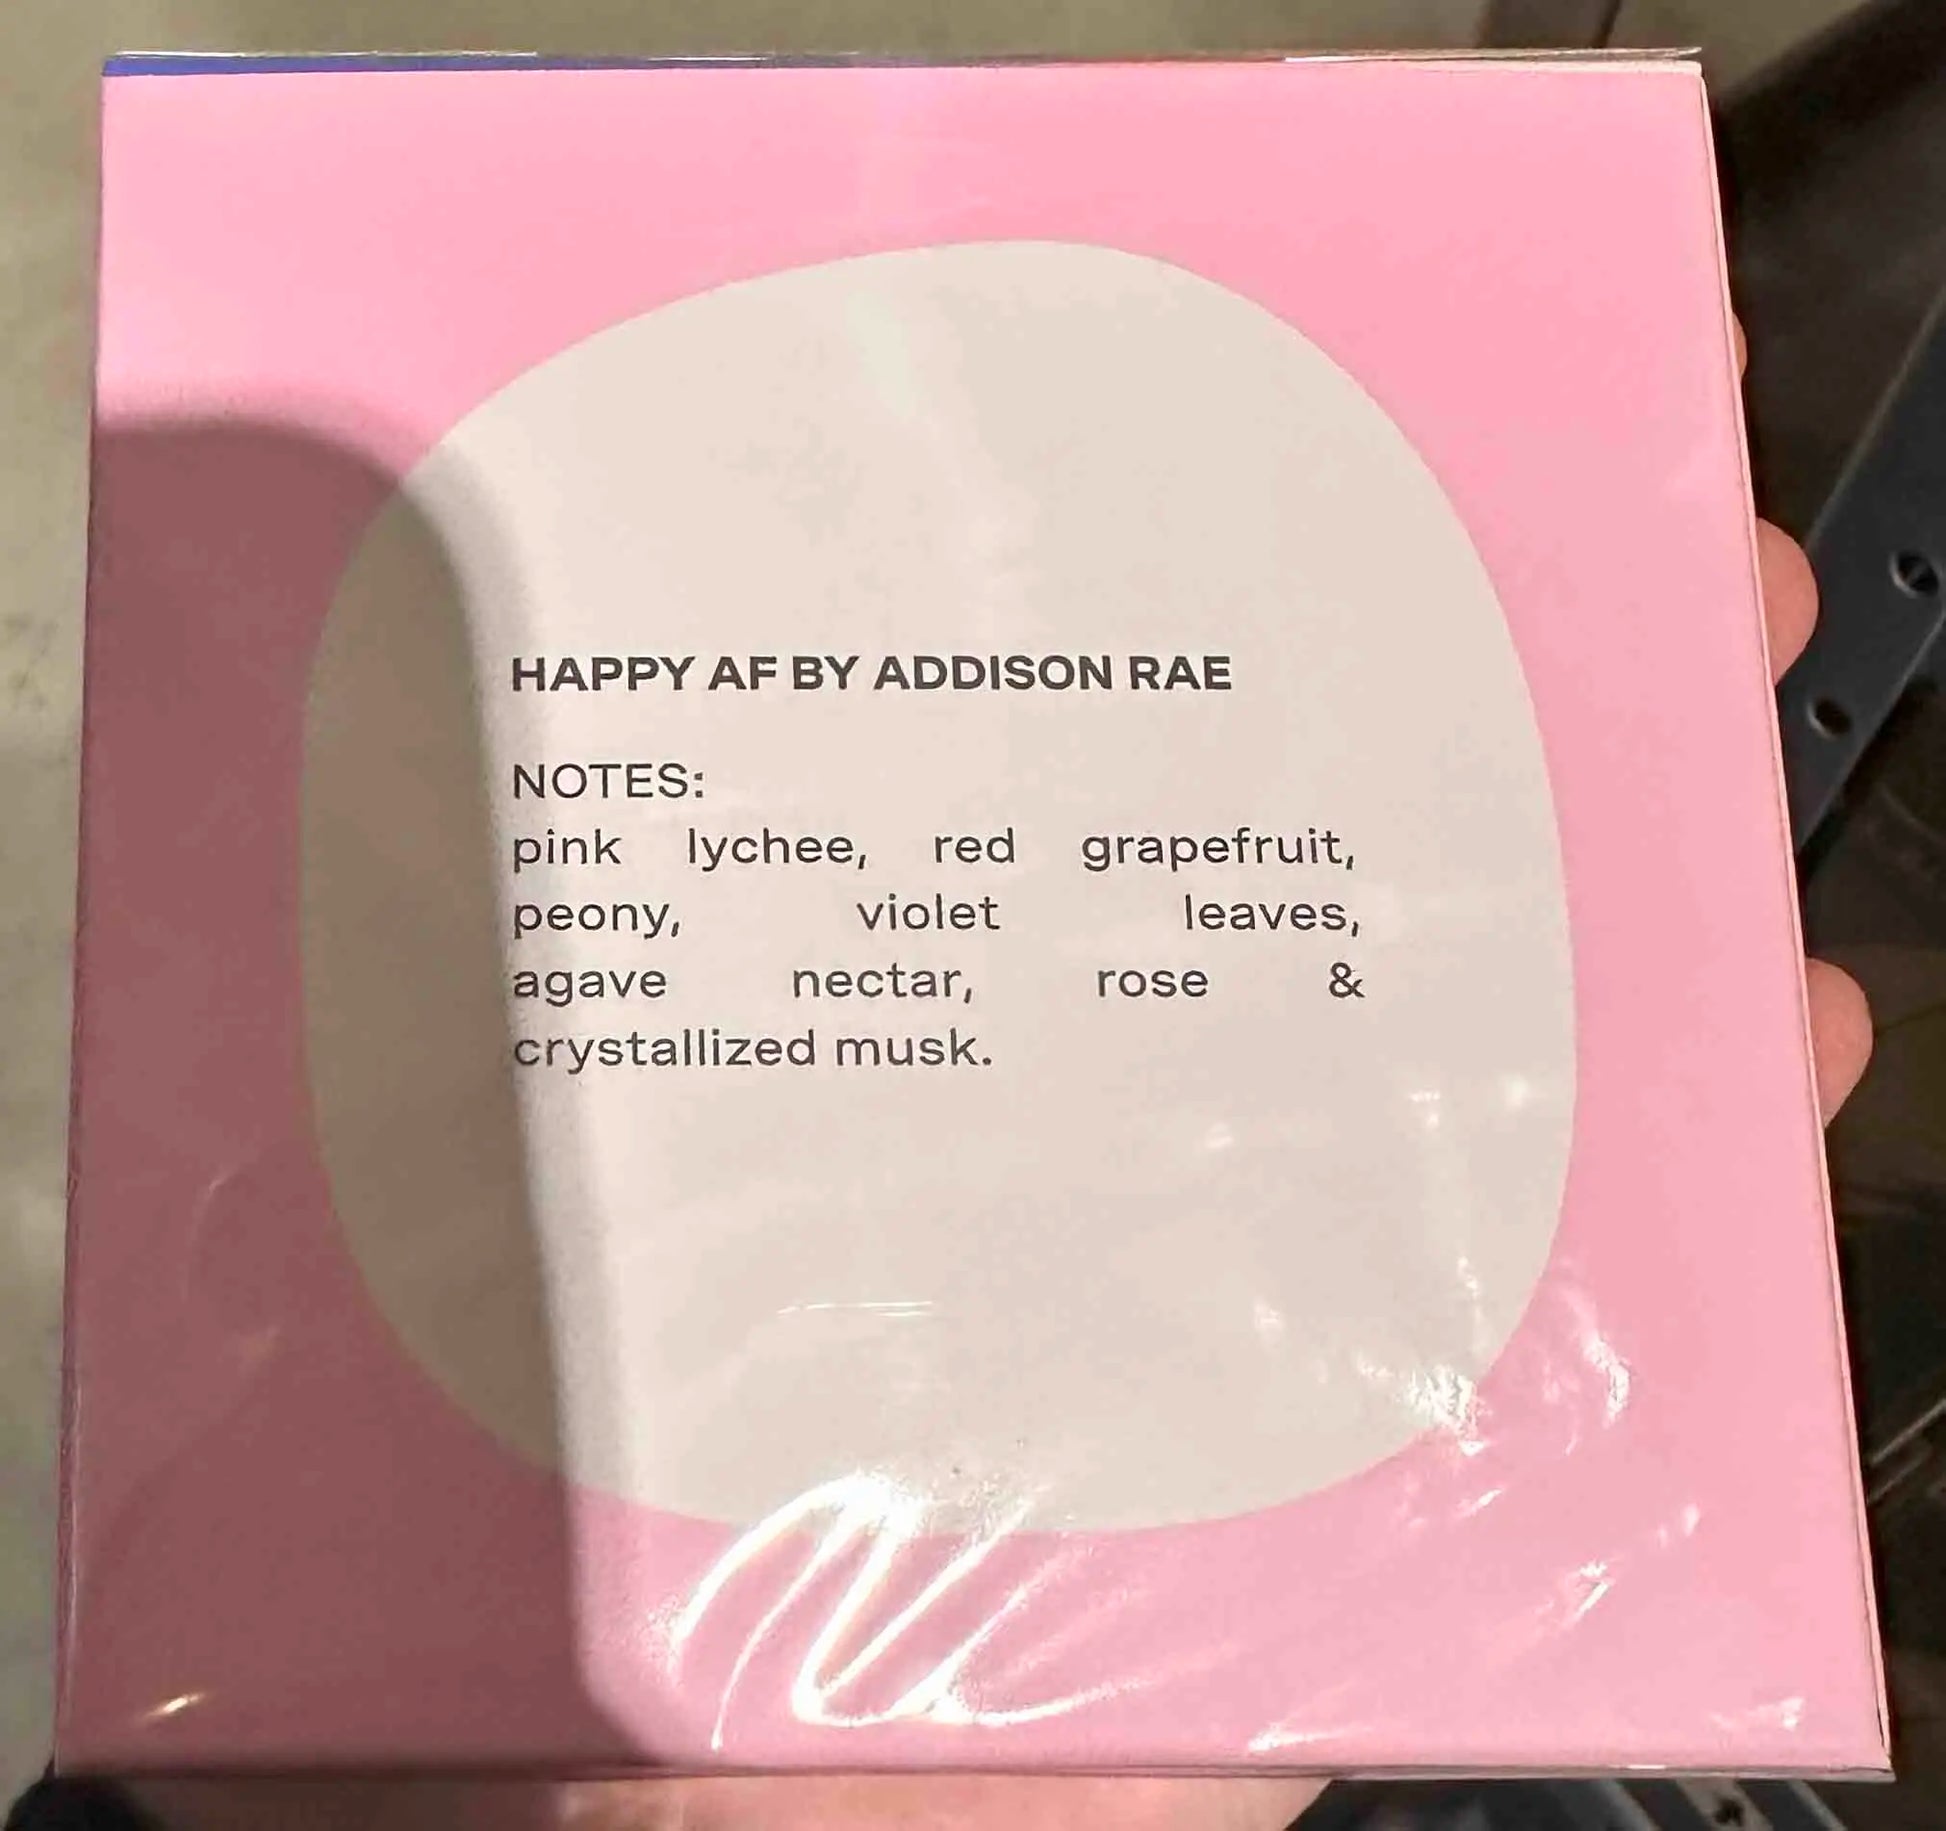 HAPPY AF BY ADDISON RAE
NOTES:
pink lychee, red grapefruit,
peony, violet leaves,
agave nectar, rose &
crystallized musk.